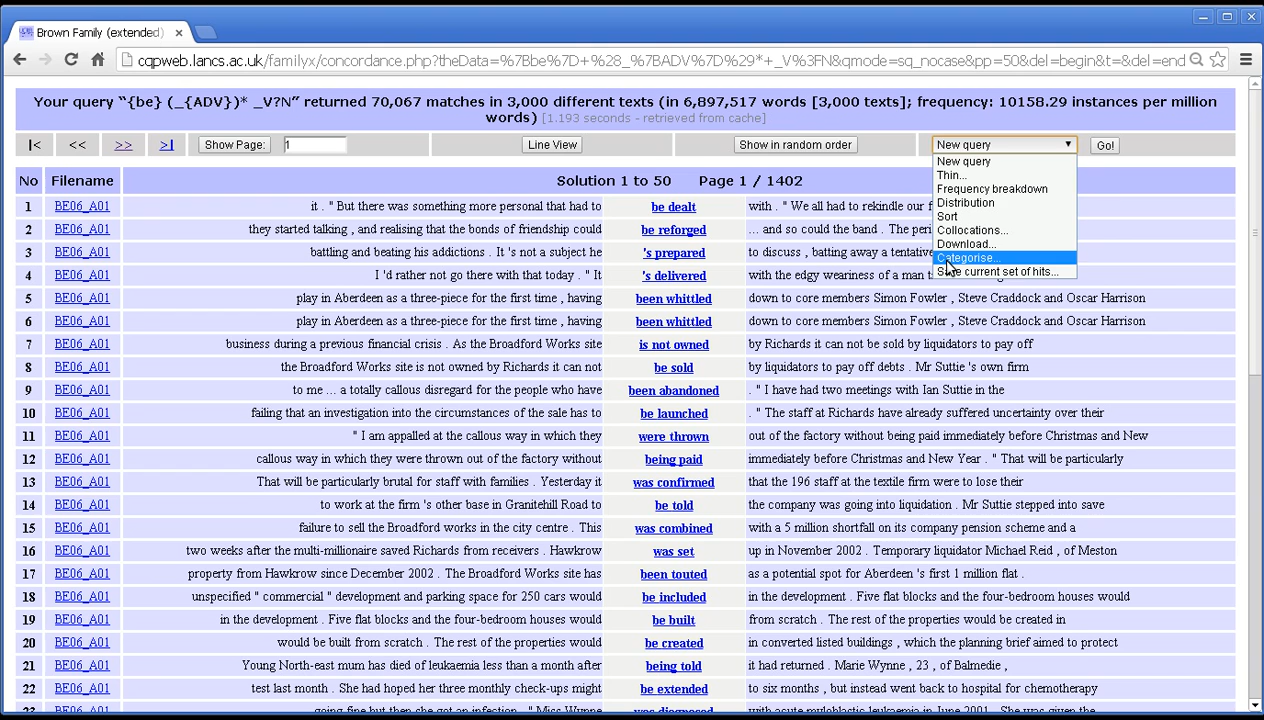 Brown Family (extended)
cqpweb.lancs.ac.uk/familyx/concordance.php?theData=%7Bbe%7D+%28_%7BADV%7D%29*+_V%3FN&qmode=sq_nocase&pp=50&del=begin&t=&del=end
Your query “{be} (_{ADV})* _V?N” returned 70,067 matches in 3,000 different texts (in 6,897,517 words [3,000 texts]; frequency: 10158.29 instances per million
words) [1.193 seconds - retrieved from cache]
|< << >> >| Show Page: 1 Line View Show in random order New query Go!
New query
Thin...
Frequency breakdown
Distribution
Sort
Collocations...
Download...
Categorise...
Save current set of hits...
No Filename Solution 1 to 50 Page 1 / 1402
1 BE06_A01 it . " But there was something more personal that had to be dealt with . " We all had to rekindle our
2 BE06_A01 they started talking , and realising that the bonds of friendship could be reforged ... and so could the band . The
3 BE06_A01 battling and beating his addictions . It 's not a subject he 's prepared to discuss , batting away a
4 BE06_A01 I 'd rather not go there with that today . " It 's delivered with the edgy weariness of a man
5 BE06_A01 play in Aberdeen as a three-piece for the first time , having been whittled down to core members Simon Fowler , Steve Craddock and Oscar Harrison
6 BE06_A01 play in Aberdeen as a three-piece for the first time , having been whittled down to core members Simon Fowler , Steve Craddock and Oscar Harrison
7 BE06_A01 business during a previous financial crisis . As the Broadford Works site is not owned by Richards it can not be sold by liquidators to pay off
8 BE06_A01 the Broadford Works site is not owned by Richards it can not be sold by liquidators to pay off debts . Mr Suttie 's own firm
9 BE06_A01 to me ... a totally callous disregard for the people who have been abandoned . " I have had two meetings with Ian Suttie in the
10 BE06_A01 failing that an investigation into the circumstances of the sale has to be launched . " The staff at Richards have already suffered uncertainty over their
11 BE06_A01 " I am appalled at the callous way in which they were thrown out of the factory without being paid immediately before Christmas and New
12 BE06_A01 callous way in which they were thrown out of the factory without being paid immediately before Christmas and New Year . " That will be particularly
13 BE06_A01 That will be particularly brutal for staff with families . Yesterday it was confirmed that the 196 staff at the textile firm were to lose their
14 BE06_A01 to work at the firm 's other base in Granitehill Road to be told the company was going into liquidation . Mr Suttie stepped into save
15 BE06_A01 failure to sell the Broadford works in the city centre . This was combined with a 5 million shortfall on its company pension scheme and a
16 BE06_A01 two weeks after the multi-millionaire saved Richards from receivers . Hawkrow was set up in November 2002 . Temporary liquidator Michael Reid , of Meston
17 BE06_A01 property from Hawkrow since December 2002 . The Broadford Works site has been touted as a potential spot for Aberdeen 's first 1 million flat .
18 BE06_A01 unspecified " commercial " development and parking space for 250 cars would be included in the development . Five flat blocks and the four-bedroom houses would
19 BE06_A01 in the development . Five flat blocks and the four-bedroom houses would be built from scratch . The rest of the properties would be created in
20 BE06_A01 would be built from scratch . The rest of the properties would be created in converted listed buildings , which the planning brief aimed to protect
21 BE06_A01 Young North-east mum has died of leukaemia less than a month after being told it had returned . Marie Wynne , 23 , of Balmedie ,
22 BE06_A01 test last month . She had hoped her three monthly check-ups might be extended to six months , but instead went back to hospital for chemotherapy
23 going fine but then she got an infection . " Miss Wynne was diagnosed with acute myeloblastic leukaemia in June 2001 . She was given the